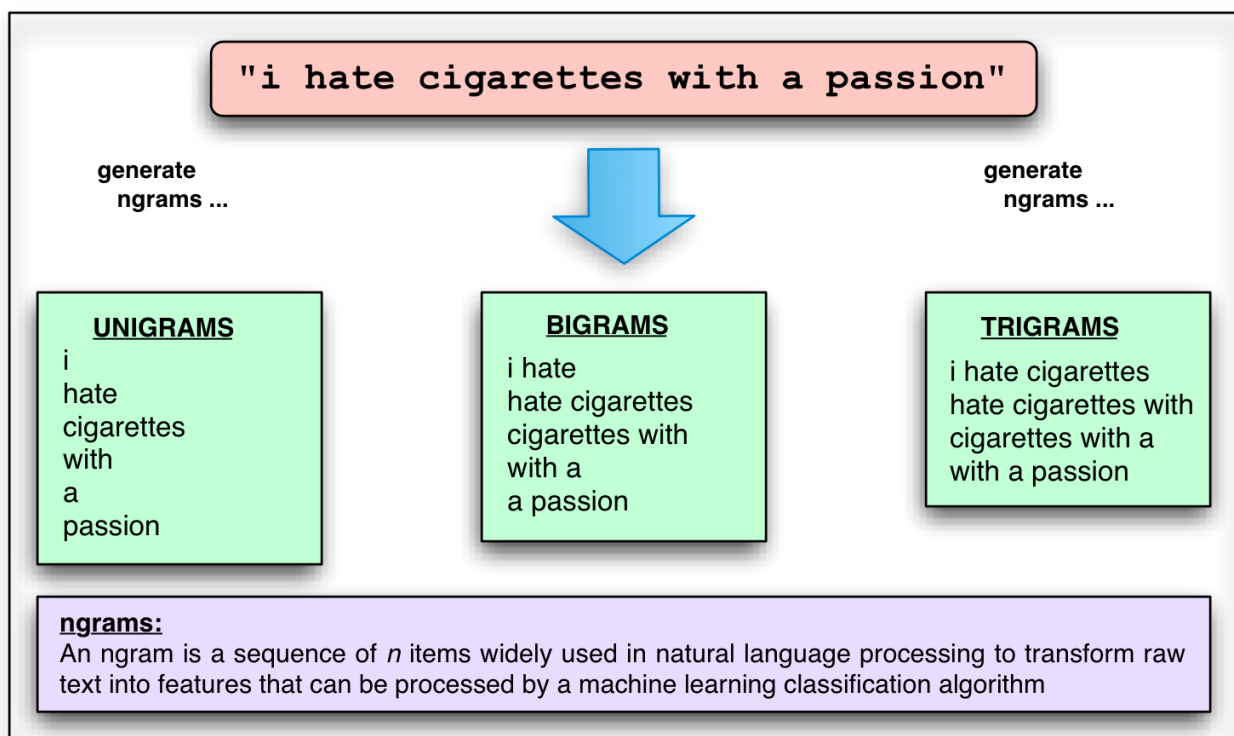 "i hate cigarettes with a passion"
generate
ngrams ...
generate
ngrams ...
UNIGRAMS
i
hate
cigarettes
with
a
passion
BIGRAMS
i hate
hate cigarettes
cigarettes with
with a
a passion
TRIGRAMS
i hate cigarettes
hate cigarettes with
cigarettes with a
with a passion
ngrams:
An ngram is a sequence of n items widely used in natural language processing to transform raw
text into features that can be processed by a machine learning classification algorithm